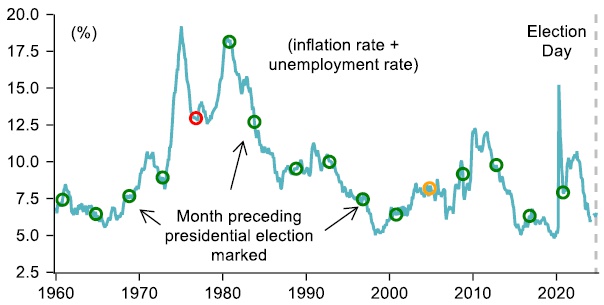 20.0
17.5
15.0
12.5
10.0
7.5
5.0
2.5
(%)
(inflation rate +
unemployment rate)
Election
Day
Month preceding
presidential election
marked
1960
1970
1980
1990
2000
2010
2020